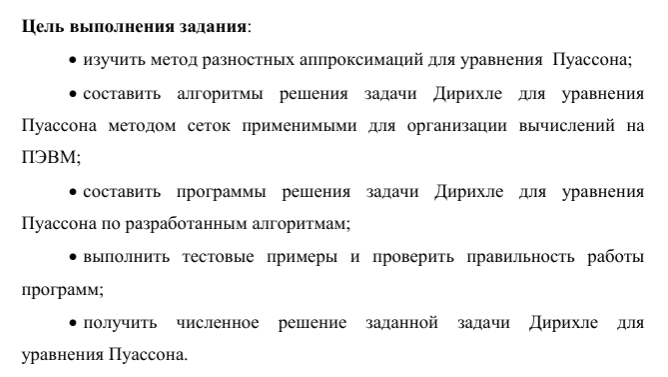 Цель выполнения задания:
• изучить метод разностных аппроксимаций для уравнения Пуассона;
• составить алгоритмы решения задачи Дирихле для уравнения
Пуассона методом сеток применимыми для организации вычислений на
ПЭВМ;
• составить программы решения задачи Дирихле для уравнения
Пуассона по разработанным алгоритмам;
• выполнить тестовые примеры и проверить правильность работы
программ;
• получить численное решение заданной задачи Дирихле для
уравнения Пуассона.